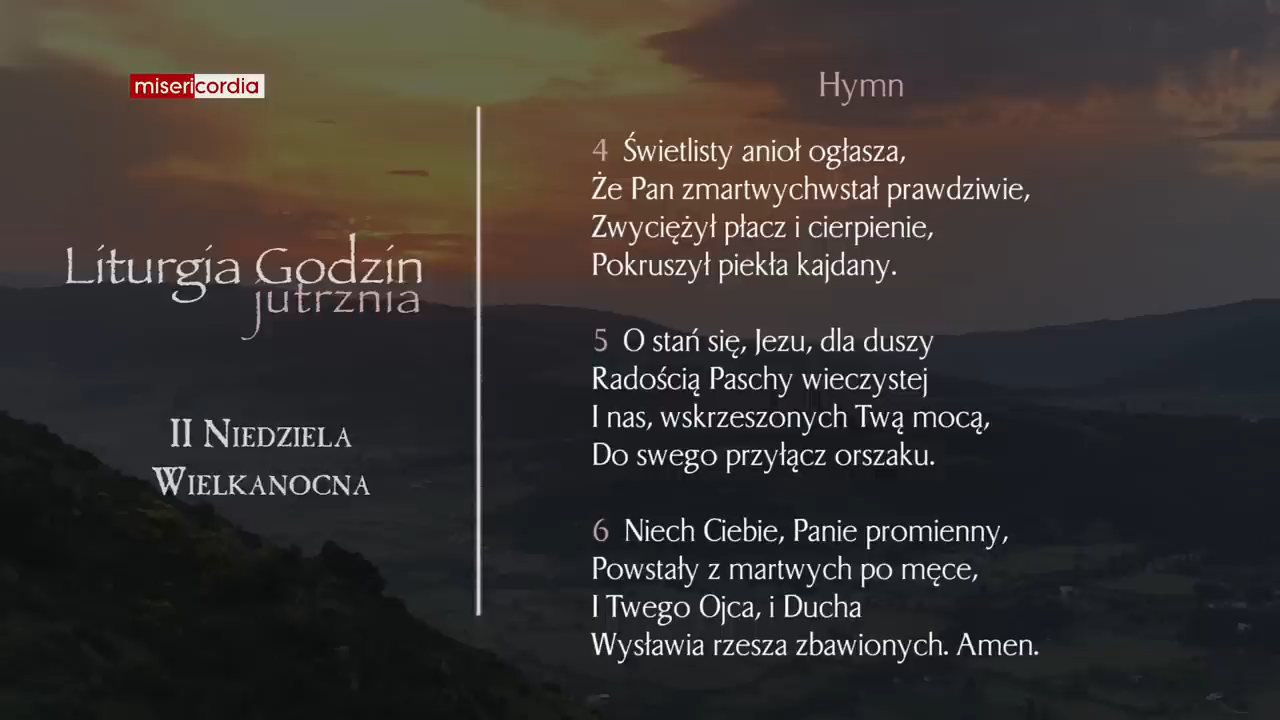 misericordia
Liturgia Godzin
jutrznia
II Niedziela
Wielkanocna
Hymn
4 Świetlisty anioł ogłasza,
Że Pan zmartwychwstał prawdziwie,
Zwyciężył płacz i cierpienie,
Pokruszył piekła kajdany.
5 O stań się, Jezu, dla duszy
Radością Paschy wieczystej
I nas, wskrzeszonych Twą mocą,
Do swego przyłącz orszaku.
6 Niech Ciebie, Panie promienny,
Powstały z martwych po męce,
I Twego Ojca, i Ducha
Wysławia rzesza zbawionych. Amen.